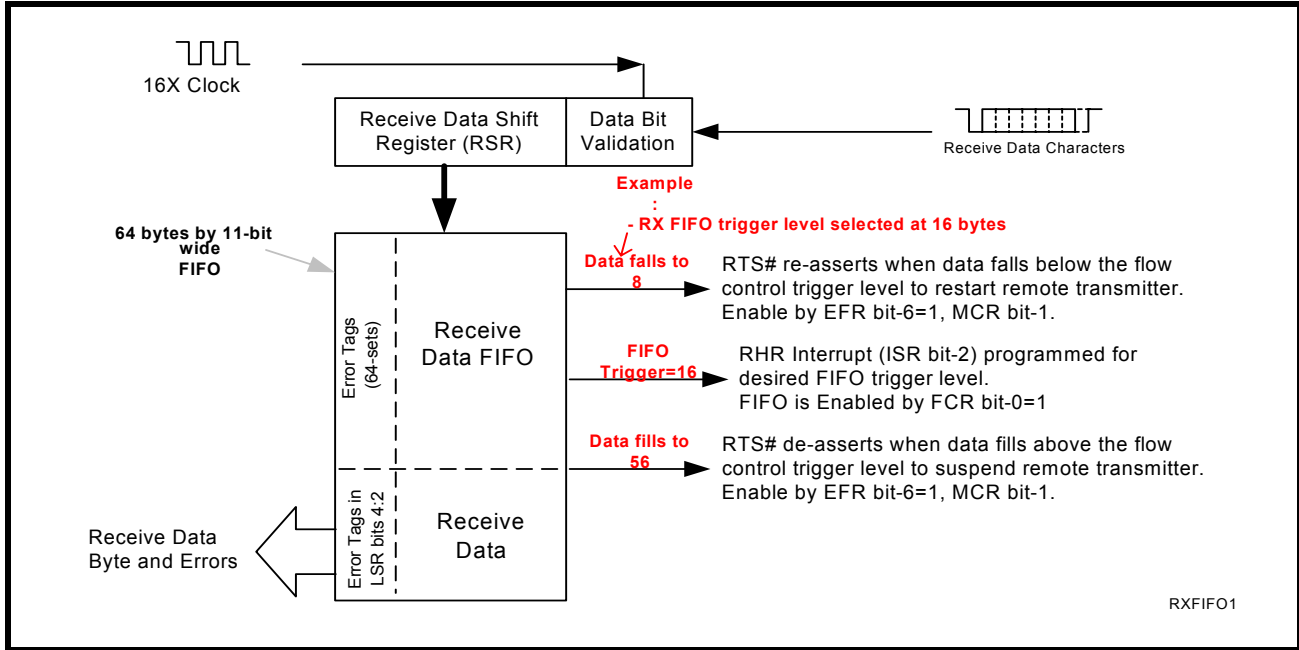 16X Clock
Receive Data Shift
Register (RSR)
Data Bit
Validation
Receive Data Characters
Example
:
- RX FIFO trigger level selected at 16 bytes
64 bytes by 11-bit
wide
FIFO
Data falls to
8
RTS# re-asserts when data falls below the flow
control trigger level to restart remote transmitter.
Enable by EFR bit-6=1, MCR bit-1.
Error Tags
(64-sets)
Receive
Data FIFO
FIFO
Trigger=16
RHR Interrupt (ISR bit-2) programmed for
desired FIFO trigger level.
FIFO is Enabled by FCR bit-0=1
Data fills to
56
RTS# de-asserts when data fills above the flow
control trigger level to suspend remote transmitter.
Enable by EFR bit-6=1, MCR bit-1.
Error Tags in
LSR bits 4:2
Receive
Data
Receive Data
Byte and Errors
RXFIFO1